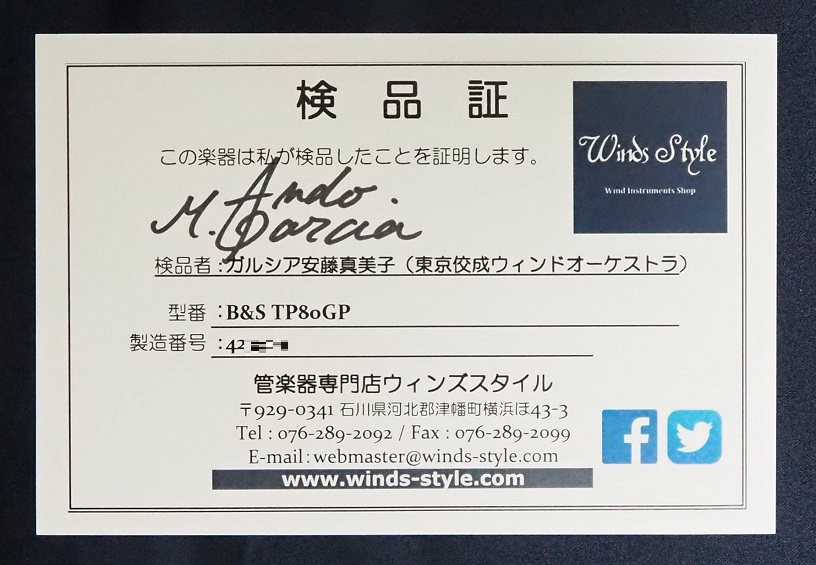 検品証
Winds Style
Wind Instruments Shop
この楽器は私が検品したことを証明します。
M. Ando Garcia
検品者：ガルシア安藤真美子（東京佼成ウィンドオーケストラ）
型番：B&S TP80GP
製造番号：42
管楽器専門店ウィンズスタイル
〒929-0341 石川県河北郡津幡町横浜ほ43-3
Tel : 076-289-2092 / Fax : 076-289-2099
E-mail : webmaster@winds-style.com
www.winds-style.com